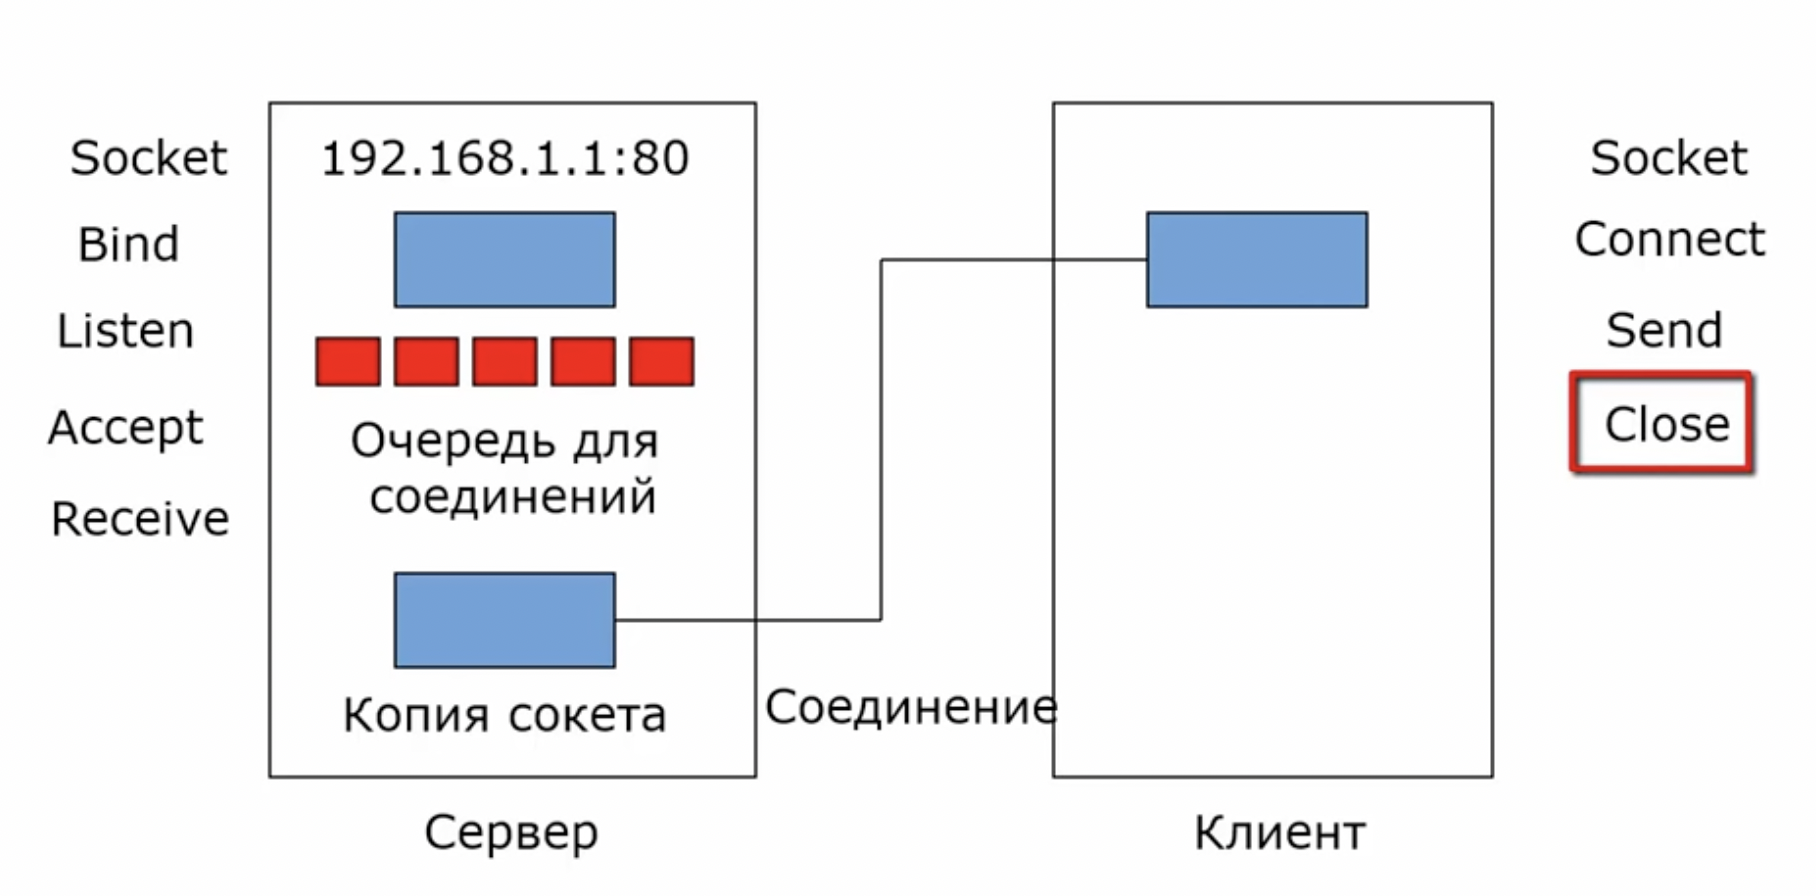 Socket
Bind
Listen
Accept
Receive
192.168.1.1:80
Очередь для
соединений
Копия сокета
Сервер
Соединение
Клиент
Socket
Connect
Send
Close